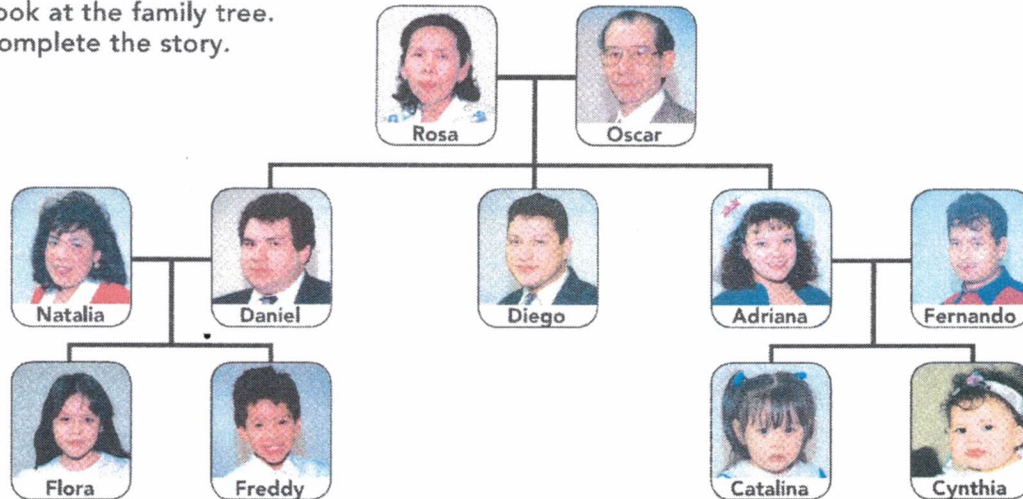 ook at the family tree.
omplete the story.
Rosa
Oscar
Natalia
Daniel
Diego
Adriana
Fernando
Flora
Freddy
Catalina
Cynthia